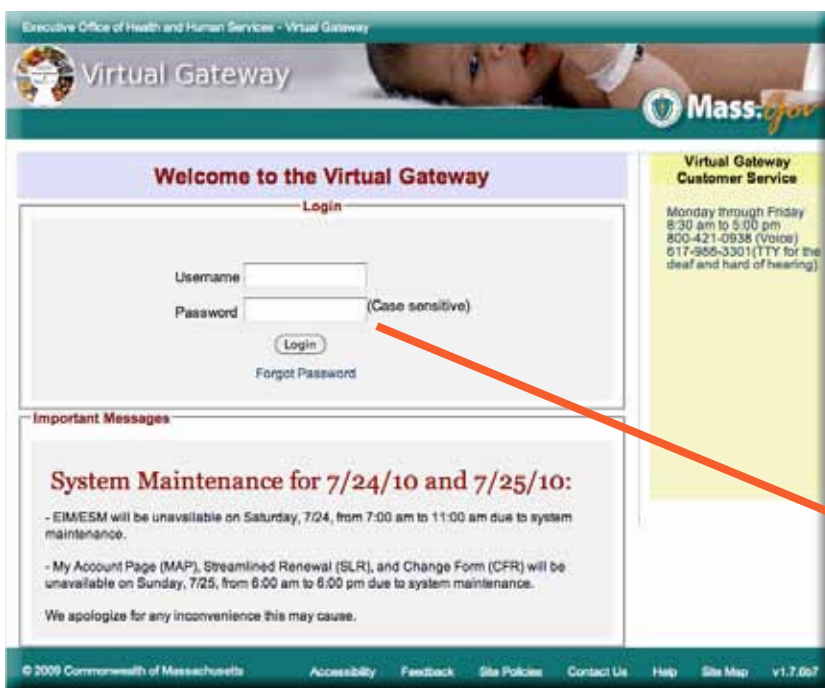 Executive Office of Health and Human Services - Virtual Gateway
Virtual Gateway
Mass.Gov
Welcome to the Virtual Gateway
Login
Username
Password (Case sensitive)
Login
Forgot Password
Virtual Gateway
Customer Service
Monday through Friday
8:30 am to 5:00 pm
800-421-0938 (Voice)
617-988-3301(TTY for the
deaf and hard of hearing)
Important Messages
System Maintenance for 7/24/10 and 7/25/10:
- EIM/ESM will be unavailable on Saturday, 7/24, from 7:00 am to 11:00 am due to system
maintenance.
- My Account Page (MAP), Streamlined Renewal (SLR), and Change Form (CFR) will be
unavailable on Sunday, 7/25, from 6:00 am to 6:00 pm due to system maintenance.
We apologize for any inconvenience this may cause.
© 2009 Commonwealth of Massachusetts Accessibility Feedback Site Policies Contact Us Help Site Map v1.7.0b7